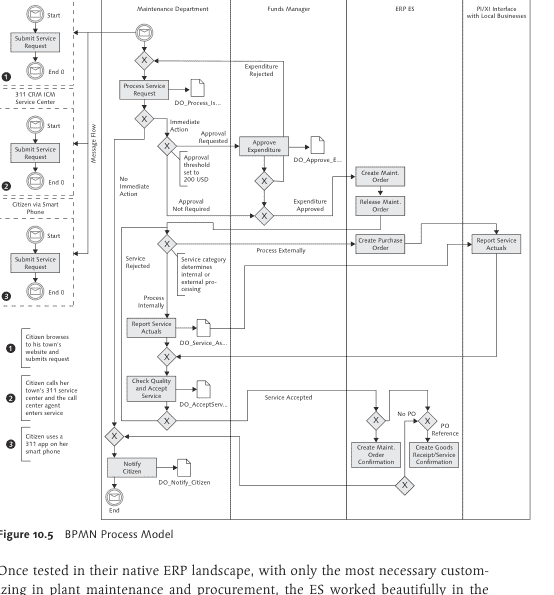 Maintenance Department
Funds Manager
ERP ES
PI/XI Interface
with Local Businesses
Start
Submit Service
Request
End 0
1
311 CRM ICM
Service Center
Start
Submit Service
Request
End 0
2
Citizen via Smart
Phone
Start
Submit Service
Request
End 0
3
Message Flow
1
Citizen browses
to his town's
website and
submits request
2
Citizen calls her
town's 311 service
center and the call
center agent
enters service
3
Citizen uses a
311 app on her
smart phone
X
Expenditure
Rejected
Process Service
Request
DO_Process_Is...
X
Immediate
Action
Approval
Requested
X
Approve
Expenditure
DO_Approve_E...
Approval
threshold
set to
200 USD
X
No
Immediate
Action
Approval
Not Required
X
Expenditure
Approved
Create Maint.
Order
Release Maint.
Order
Service
Rejected
X
Process Externally
Create Purchase
Order
Report Service
Actuals
Service category
determines
internal or
external pro-
cessing
Process
Internally
Report Service
Actuals
DO_Service_As...
X
Check Quality
and Accept
Service
DO_AcceptServ...
X
Service Accepted
X
No PO
X
PO
Reference
Create Maint.
Order
Confirmation
Create Goods
Receipt/Service
Confirmation
X
X
Notify
Citizen
DO_Notify_Citizen
End
Figure 10.5 BPMN Process Model
Once tested in their native ERP landscape, with only the most necessary custom-
izing in plant maintenance and procurement, the ES worked beautifully in the